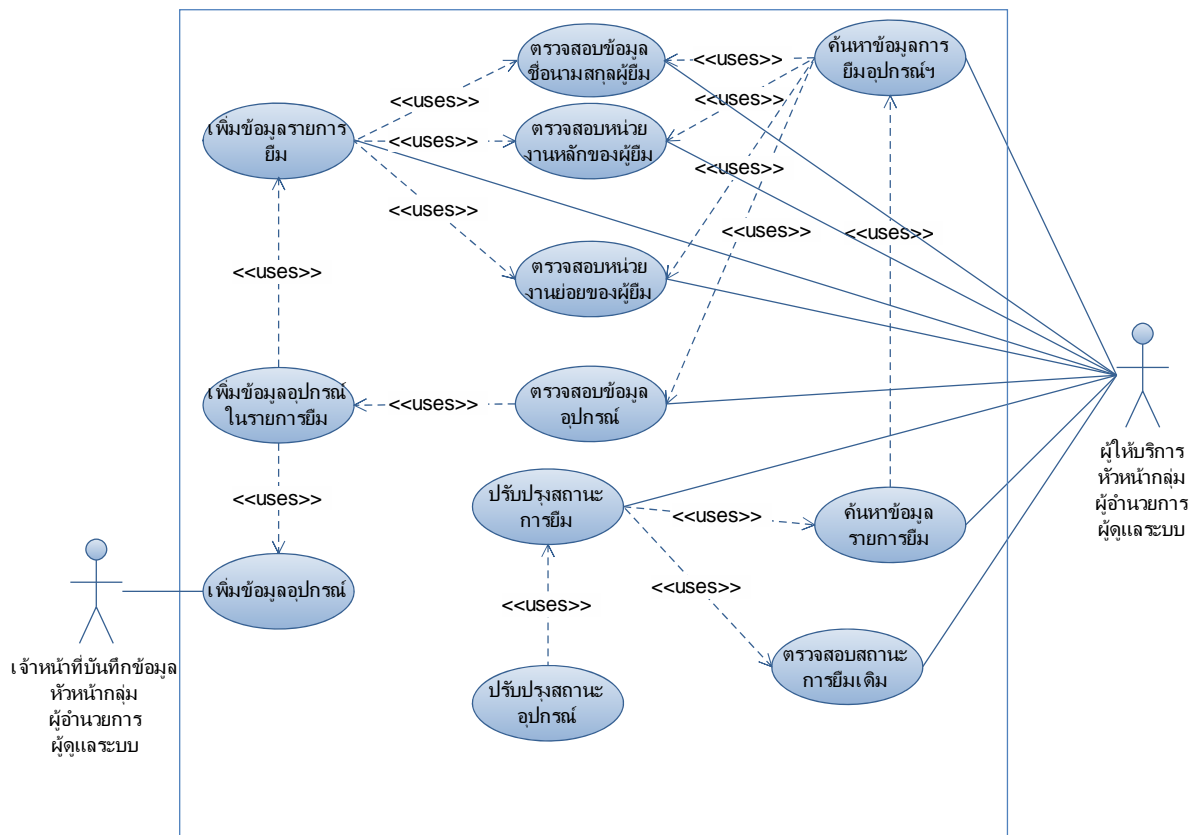 ตรวจสอบข้อมูล
ชื่อนามสกุลผู้ยืม
<<uses>>
ค้นหาข้อมูลการ
ยืมอุปกรณ์ฯ
<<uses>>
<<uses>>
เพิ่มข้อมูลรายการ
ยืม
<<uses>>
ตรวจสอบหน่วย
งานหลักของผู้ยืม
<<uses>>
<<uses>>
<<uses>>
<<uses>>
<<uses>>
ตรวจสอบหน่วย
งานย่อยของผู้ยืม
เพิ่มข้อมูลอุปกรณ์
ในรายการยืม
<<uses>>
ตรวจสอบข้อมูล
อุปกรณ์
ผู้ให้บริการ
หัวหน้ากลุ่ม
ผู้อำนวยการ
ผู้ดูแลระบบ
<<uses>>
ปรับปรุงสถานะ
การยืม
<<uses>>
ค้นหาข้อมูล
รายการยืม
เพิ่มข้อมูลอุปกรณ์
<<uses>>
<<uses>>
เจ้าหน้าที่บันทึกข้อมูล
หัวหน้ากลุ่ม
ผู้อำนวยการ
ผู้ดูแลระบบ
ปรับปรุงสถานะ
อุปกรณ์
ตรวจสอบสถานะ
การยืมเดิม